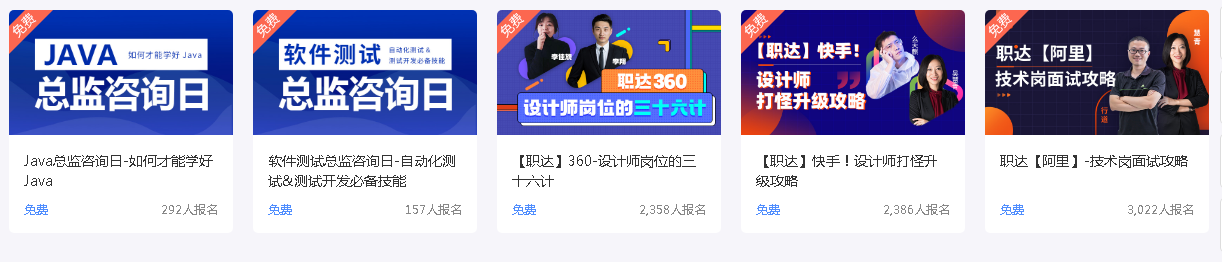 免费
JAVA 如何才能学好 Java
总监咨询日
Java总监咨询日-如何才能学好
Java
免费 292人报名
免费
软件测试 自动化测试 &
测试开发必备技能
总监咨询日
软件测试总监咨询日-自动化测
试&测试开发必备技能
免费 157人报名
免费
李佳观 李翔
职达360
设计师岗位的三十六计
【职达】360-设计师岗位的三
十六计
免费 2,358人报名
免费
【职达】快手!
设计师
打怪升级攻略
【职达】快手！设计师打怪升
级攻略
免费 2,386人报名
免费
职达【阿里】
技术岗面试攻略
慧青
行道
职达【阿里】-技术岗面试攻略
免费 3,022人报名